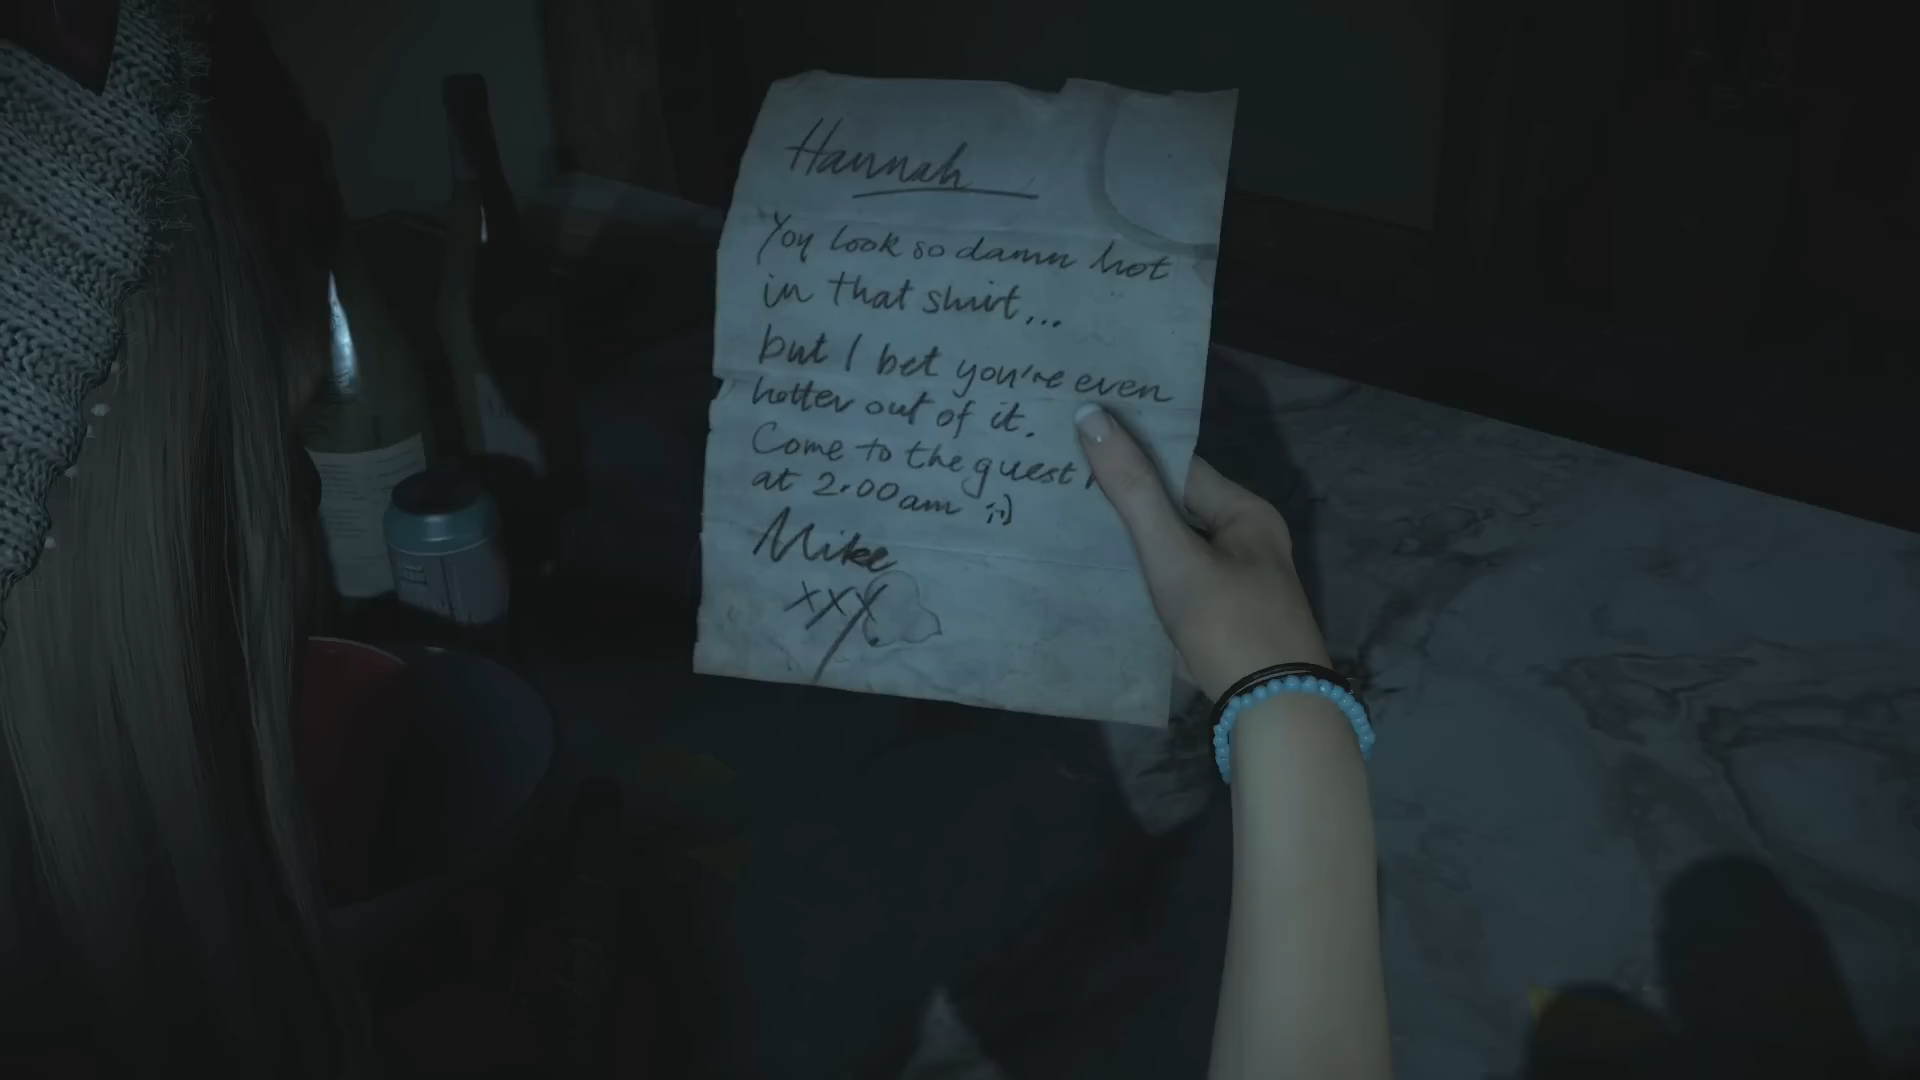 Hannah
You look so damn hot
in that shirt...
but I bet you're even
hotter out of it.
Come to the guest
at 2.00am ;-)
Mike
xxx